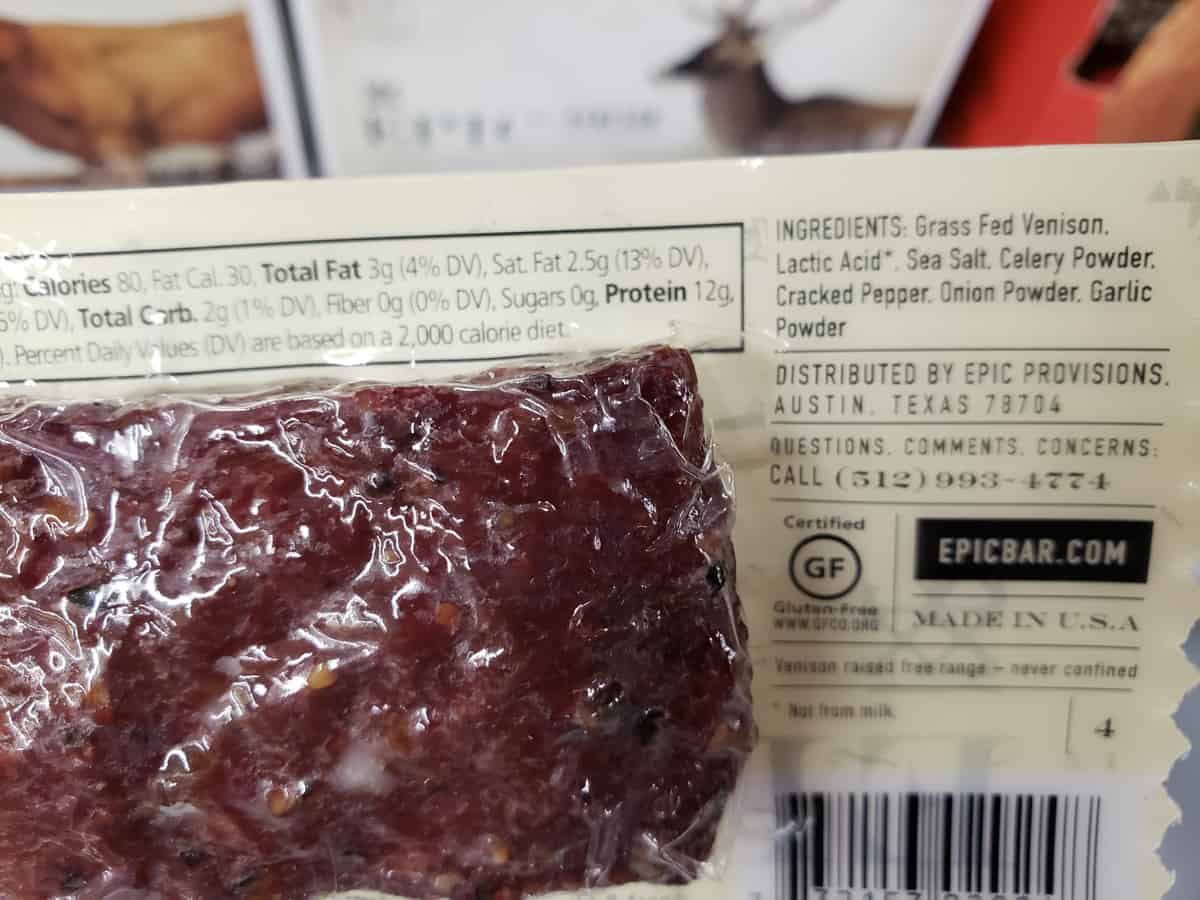 EPIC
g: Calories 80, Fat Cal. 30, Total Fat 3g (4% DV), Sat. Fat 2.5g (13% DV),
5% DV), Total Carb. 2g (1% DV), Fiber 0g (0% DV), Sugars 0g, Protein 12g,
). Percent Daily Values (DV) are based on a 2,000 calorie diet.
INGREDIENTS: Grass Fed Venison,
Lactic Acid*, Sea Salt, Celery Powder,
Cracked Pepper, Onion Powder, Garlic
Powder
DISTRIBUTED BY EPIC PROVISIONS,
AUSTIN, TEXAS 78704
QUESTIONS, COMMENTS, CONCERNS:
CALL (512) 993-4774
Certified
GF
Gluten-Free
WWW.GFCO.ORG
EPICBAR.COM
MADE IN U.S.A
Venison raised free range – never confined
* Not from milk.
4